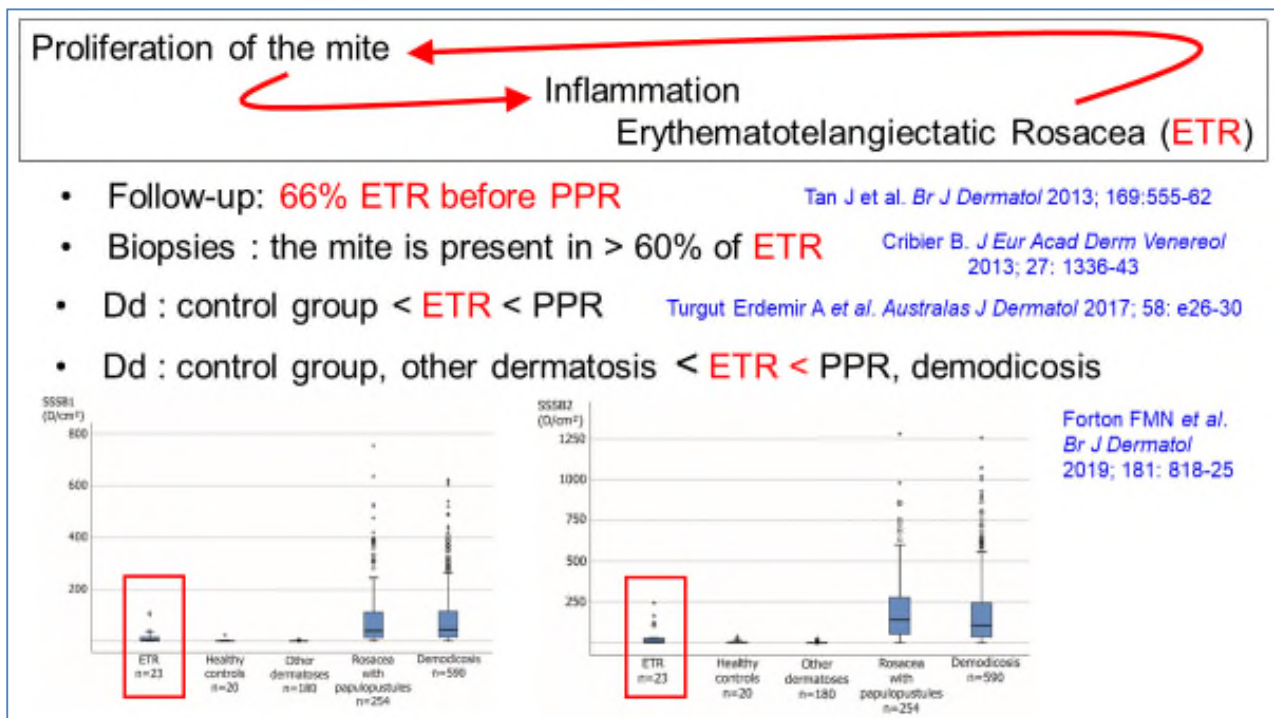 Proliferation of the mite
Inflammation
Erythematotelangiectatic Rosacea (ETR)
• Follow-up: 66% ETR before PPR
Tan J et al. Br J Dermatol 2013; 169:555-62
• Biopsies : the mite is present in > 60% of ETR
Cribier B. J Eur Acad Derm Venereol
2013; 27: 1336-43
• Dd : control group < ETR < PPR
Turgut Erdemir A et al. Australas J Dermatol 2017; 58: e26-30
• Dd : control group, other dermatosis < ETR < PPR, demodicosis
SSSB1
(D/cm²)
800
600
400
200
ETR
n=23
Healthy
controls
n=20
Other
dermatoses
n=180
Rosacea
with
papulopustules
n=254
Demodicosis
n=590
SSSB2
(D/cm²)
1250
1000
750
500
250
ETR
n=23
Healthy
controls
n=20
Other
dermatoses
n=180
Rosacea
with
papulopustules
n=254
Demodicosis
n=590
Forton FMN et al.
Br J Dermatol
2019; 181: 818-25